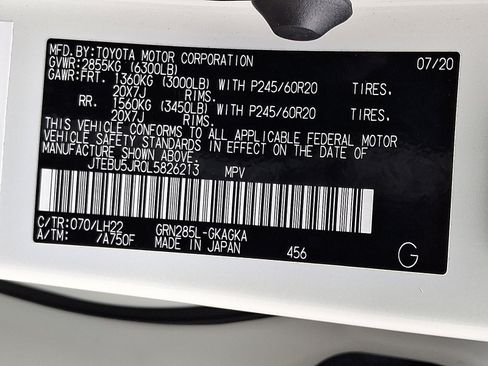 MFD.BY:TOYOTA MOTOR CORPORATION 07/20
GVWR:2855KG (6300LB)
GAWR:FRT. 1360KG (3000LB) WITH P245/60R20 TIRES.
20X7J RIMS.
RR. 1560KG (3450LB) WITH P245/60R20 TIRES.
20X7J RIMS.
THIS VEHICLE CONFORMS TO ALL APPLICABLE FEDERAL MOTOR
VEHICLE SAFETY STANDARDS IN EFFECT ON THE DATE OF
MANUFACTURE SHOWN ABOVE.
JTEBU5JR0L5826213 MPV
C/TR:070/LH22 GRN285L-GKAGKA
A/TM: /A750F MADE IN JAPAN 456 G